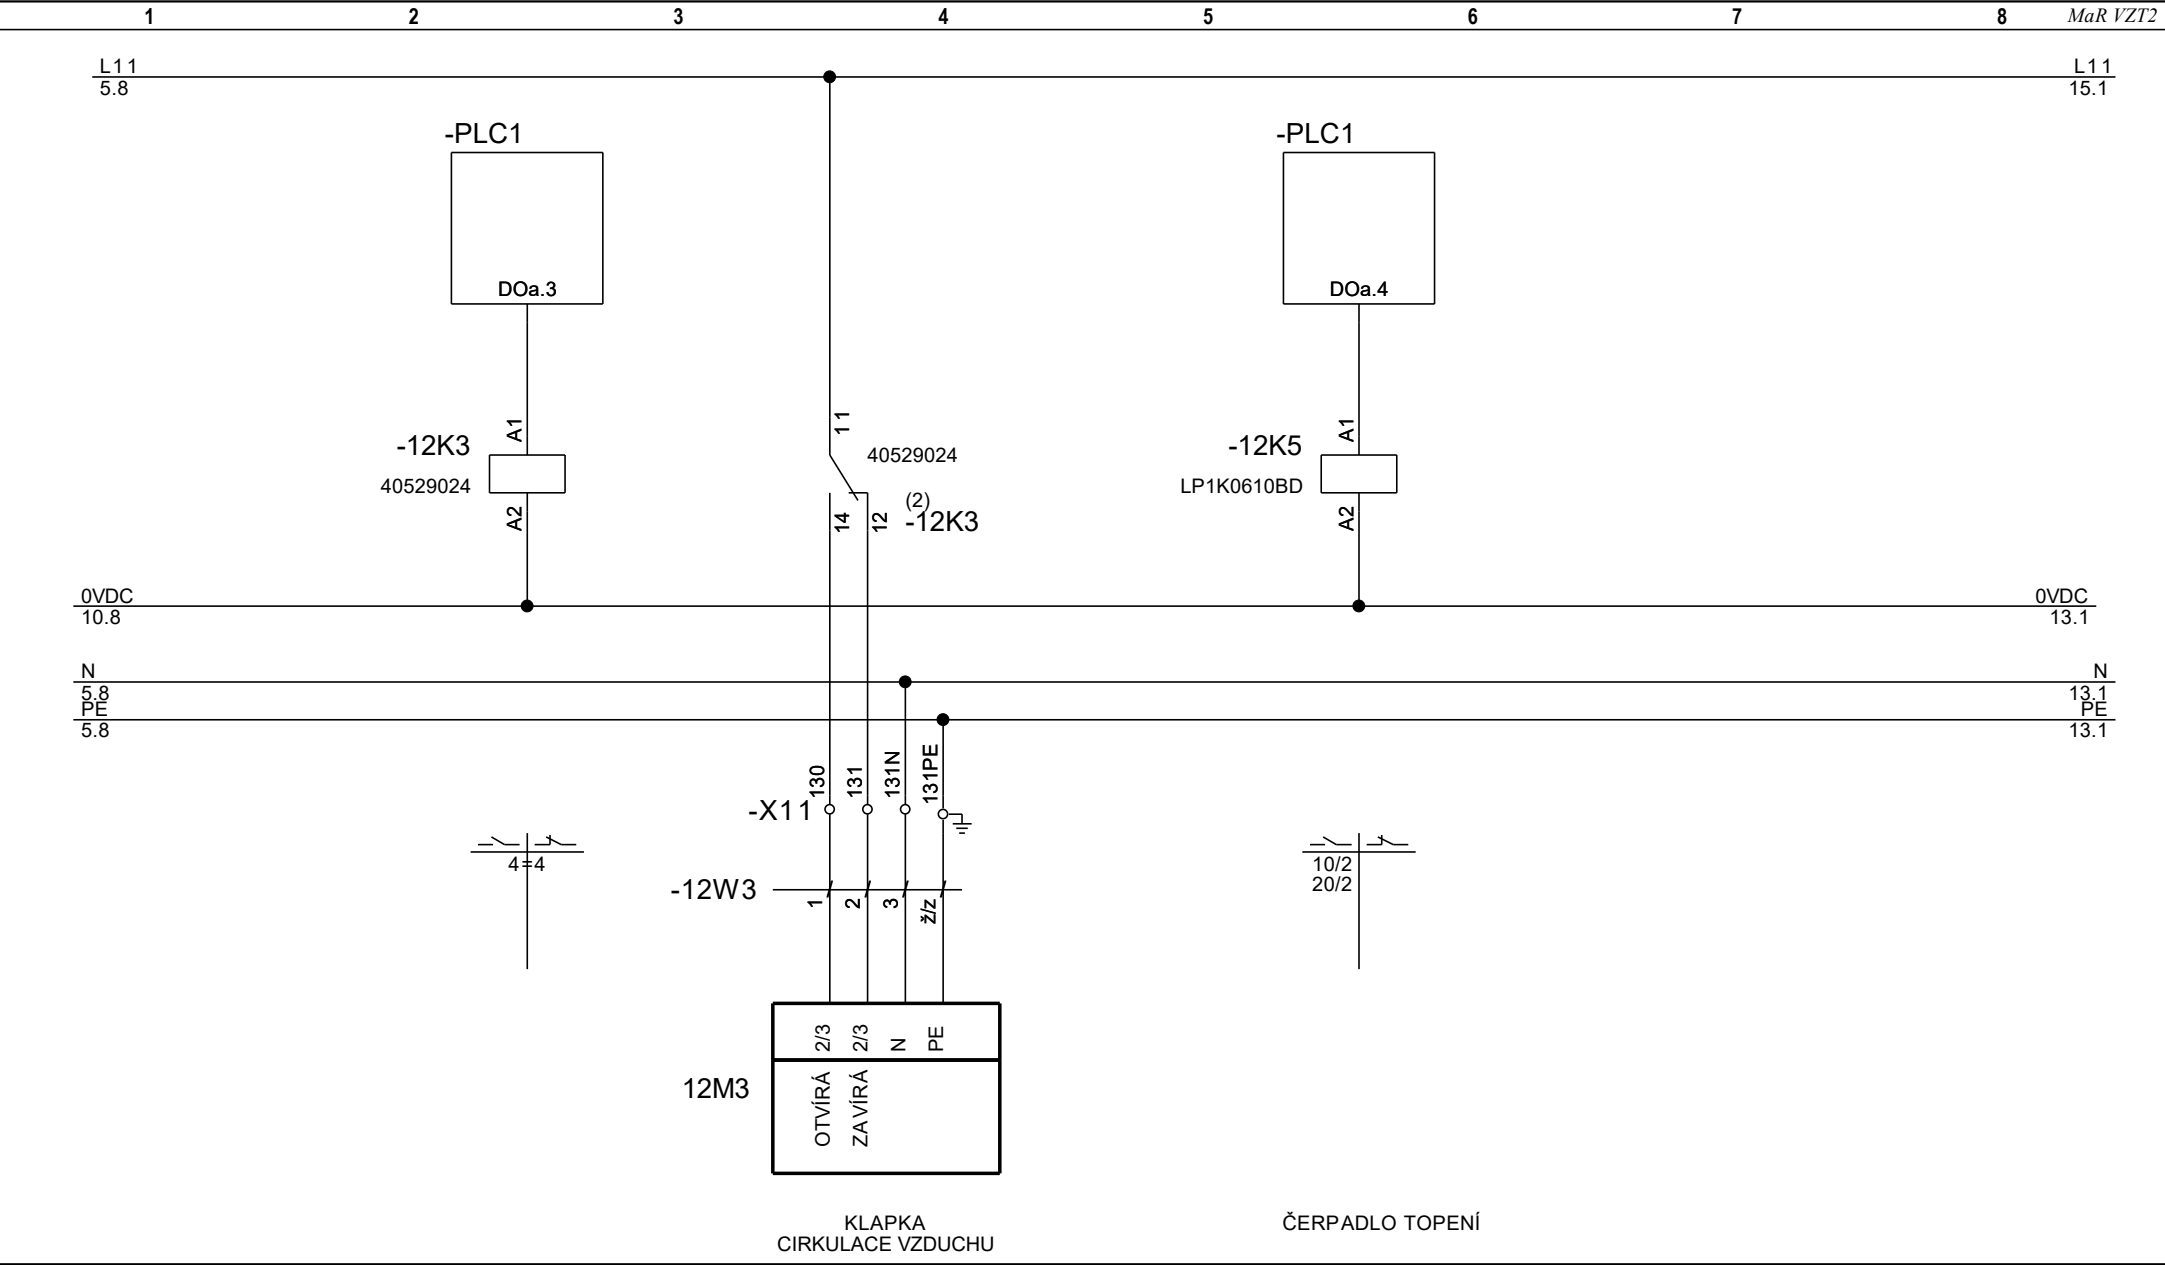 1 2 3 4 5 6 7 8 MaR VZT2
L11 L11
5.8 15.1
-PLC1 -PLC1
DOa.3 DOa.4
A1 11 A1
-12K3 40529024 -12K5
40529024 (2) LP1K0610BD
A2 14 12 -12K3 A2
0VDC 0VDC
10.8 13.1
N N
5.8 13.1
PE PE
5.8 13.1
130 131 131N 131PE
-X11
4=4 10/2
20/2
-12W3
1 2 3 ž/z
2/3 2/3 N PE
12M3
OTVÍRÁ ZAVÍRÁ
KLAPKA ČERPADLO TOPENÍ
CIRKULACE VZDUCHU